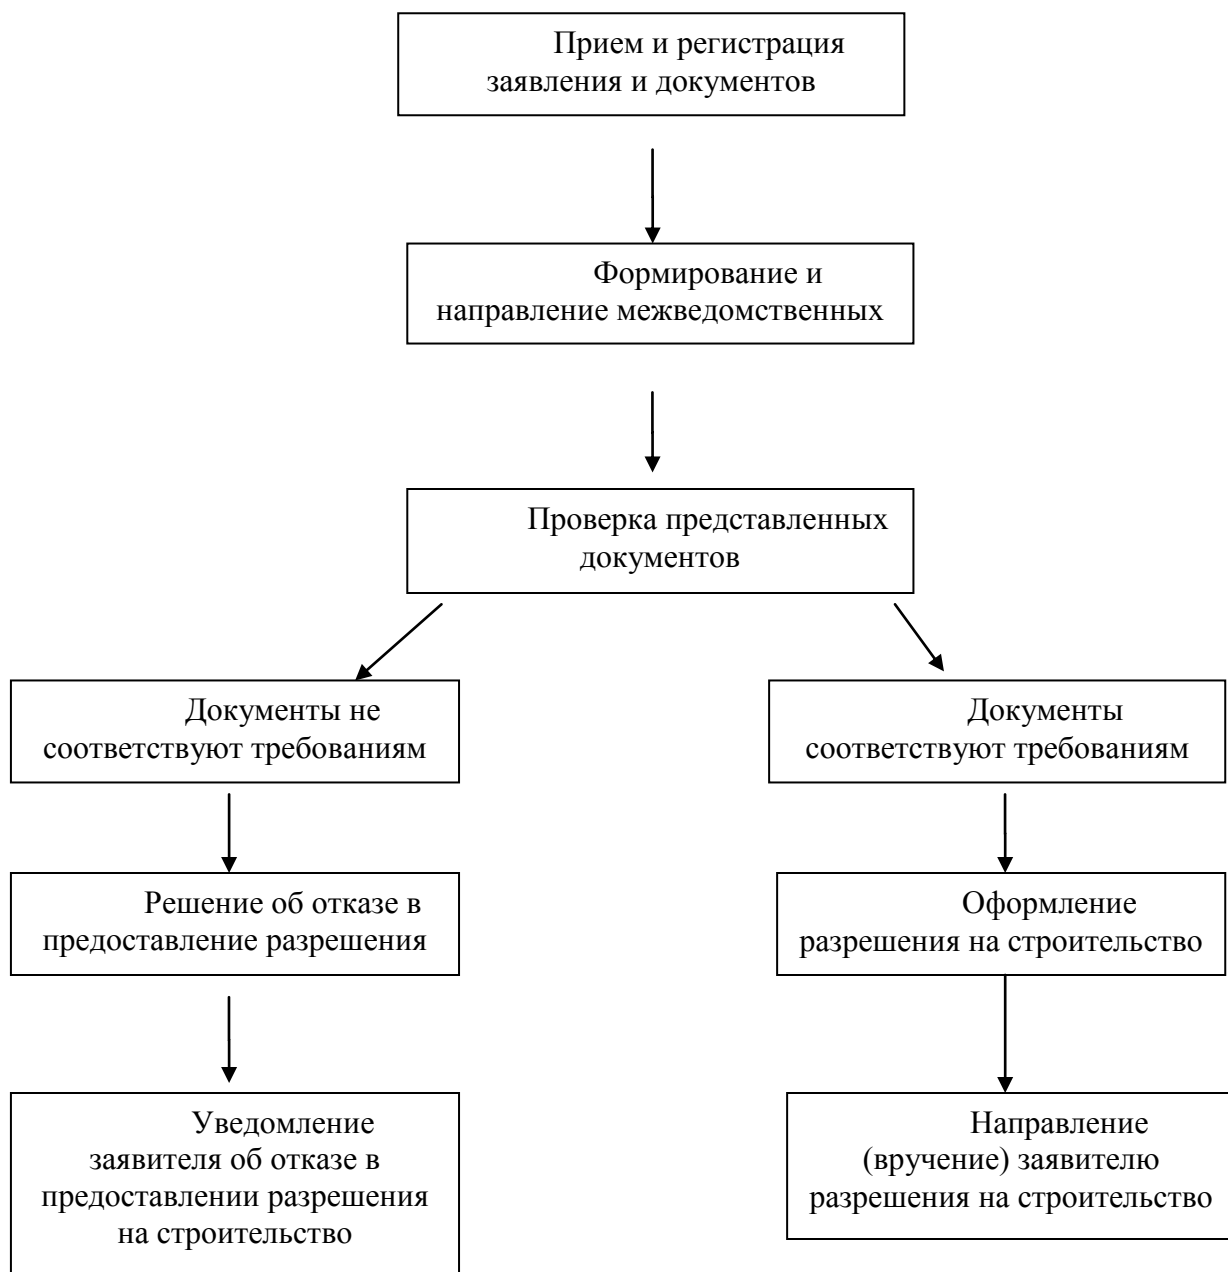 Прием и регистрация
заявления и документов
Формирование и
направление межведомственных
Проверка представленных
документов
Документы не
соответствуют требованиям
Документы
соответствуют требованиям
Решение об отказе в
предоставление разрешения
Оформление
разрешения на строительство
Уведомление
заявителя об отказе в
предоставлении разрешения
на строительство
Направление
(вручение) заявителю
разрешения на строительство